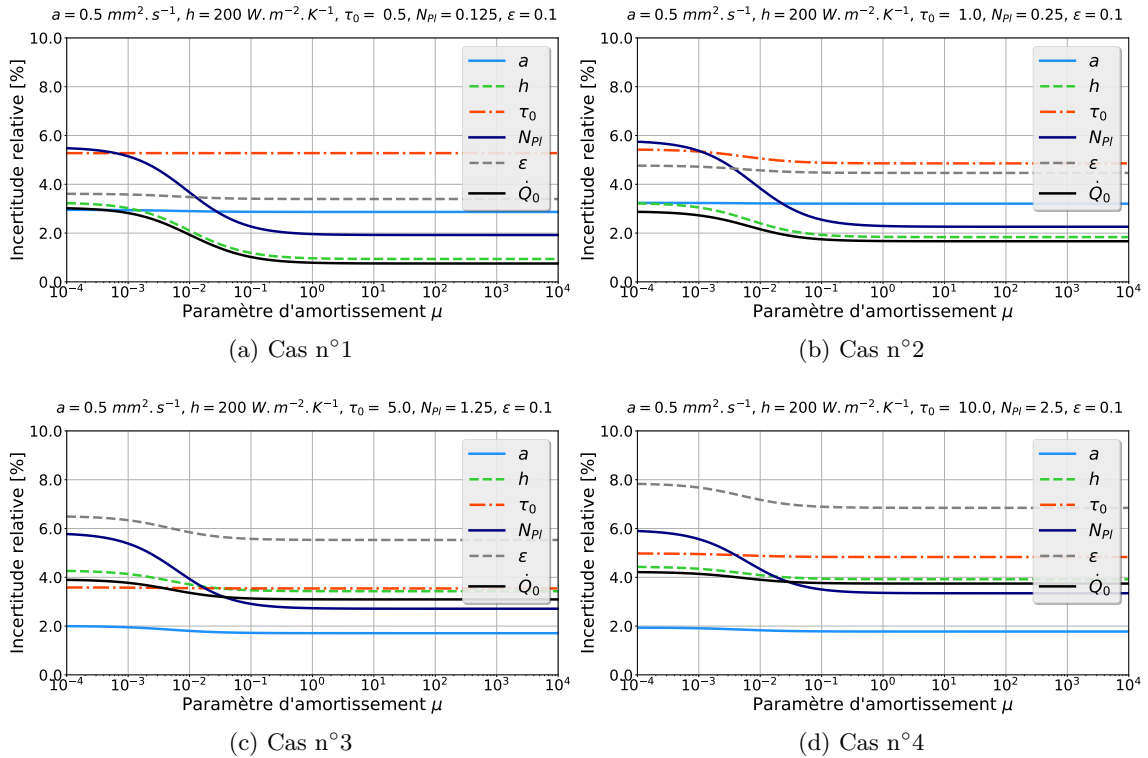 a = 0.5 mm².s⁻¹, h = 200 W.m⁻².K⁻¹, τ₀ = 0.5, N_Pl = 0.125, ε = 0.1
Incertitude relative [%]
10.0
8.0
6.0
4.0
2.0
0.0
a
h
τ₀
N_Pl
ε
Q̇₀
10⁻⁴ 10⁻³ 10⁻² 10⁻¹ 10⁰ 10¹ 10² 10³ 10⁴
Paramètre d'amortissement μ
(a) Cas n°1
a = 0.5 mm².s⁻¹, h = 200 W.m⁻².K⁻¹, τ₀ = 1.0, N_Pl = 0.25, ε = 0.1
Incertitude relative [%]
10.0
8.0
6.0
4.0
2.0
0.0
a
h
τ₀
N_Pl
ε
Q̇₀
10⁻⁴ 10⁻³ 10⁻² 10⁻¹ 10⁰ 10¹ 10² 10³ 10⁴
Paramètre d'amortissement μ
(b) Cas n°2
a = 0.5 mm².s⁻¹, h = 200 W.m⁻².K⁻¹, τ₀ = 5.0, N_Pl = 1.25, ε = 0.1
Incertitude relative [%]
10.0
8.0
6.0
4.0
2.0
0.0
a
h
τ₀
N_Pl
ε
Q̇₀
10⁻⁴ 10⁻³ 10⁻² 10⁻¹ 10⁰ 10¹ 10² 10³ 10⁴
Paramètre d'amortissement μ
(c) Cas n°3
a = 0.5 mm².s⁻¹, h = 200 W.m⁻².K⁻¹, τ₀ = 10.0, N_Pl = 2.5, ε = 0.1
Incertitude relative [%]
10.0
8.0
6.0
4.0
2.0
0.0
a
h
τ₀
N_Pl
ε
Q̇₀
10⁻⁴ 10⁻³ 10⁻² 10⁻¹ 10⁰ 10¹ 10² 10³ 10⁴
Paramètre d'amortissement μ
(d) Cas n°4